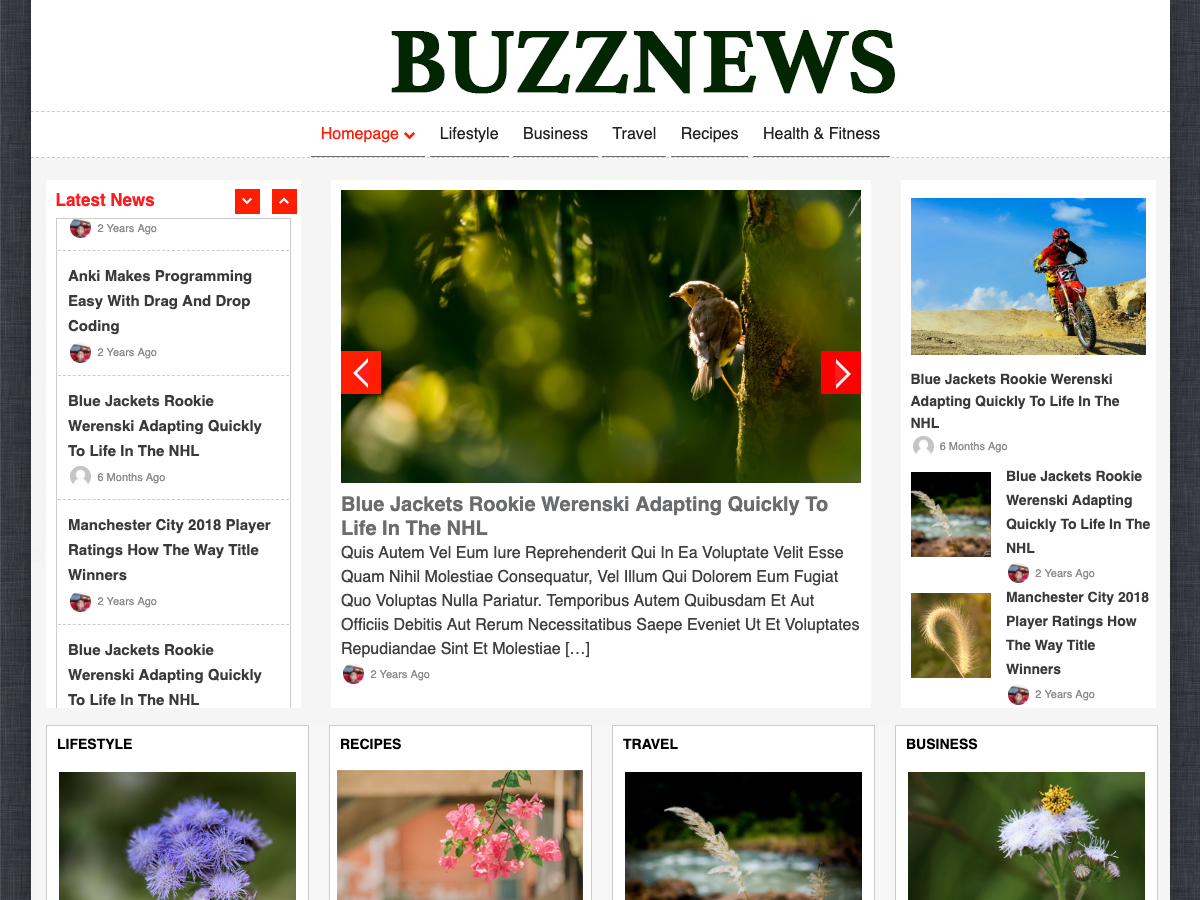 BUZZNEWS
Homepage Lifestyle Business Travel Recipes Health & Fitness
Latest News
2 Years Ago
Anki Makes Programming
Easy With Drag And Drop
Coding
2 Years Ago
Blue Jackets Rookie
Werenski Adapting Quickly
To Life In The NHL
6 Months Ago
Manchester City 2018 Player
Ratings How The Way Title
Winners
2 Years Ago
Blue Jackets Rookie
Werenski Adapting Quickly
To Life In The NHL
Blue Jackets Rookie Werenski Adapting Quickly To
Life In The NHL
Quis Autem Vel Eum Iure Reprehenderit Qui In Ea Voluptate Velit Esse
Quam Nihil Molestiae Consequatur, Vel Illum Qui Dolorem Eum Fugiat
Quo Voluptas Nulla Pariatur. Temporibus Autem Quibusdam Et Aut
Officiis Debitis Aut Rerum Necessitatibus Saepe Eveniet Ut Et Voluptates
Repudiandae Sint Et Molestiae […]
2 Years Ago
27
Blue Jackets Rookie Werenski
Adapting Quickly To Life In The
NHL
6 Months Ago
Blue Jackets Rookie
Werenski Adapting
Quickly To Life In The
NHL
2 Years Ago
Manchester City 2018
Player Ratings How
The Way Title
Winners
2 Years Ago
LIFESTYLE
RECIPES
TRAVEL
BUSINESS